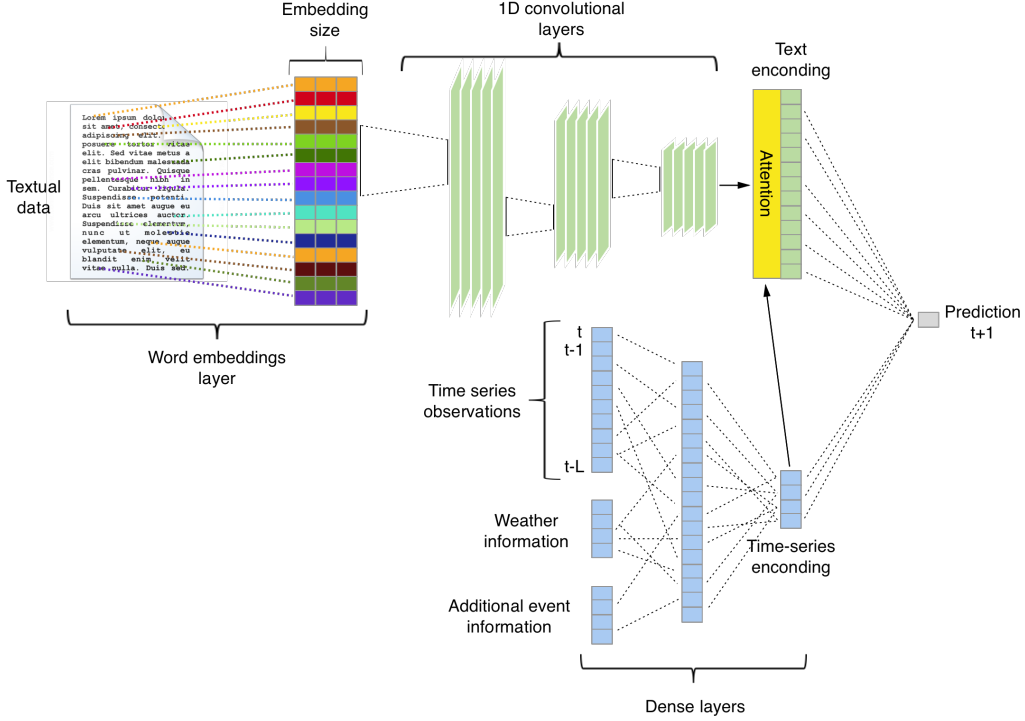 Embedding
size
1D convolutional
layers
Text
enconding
Textual
data
Lorem ipsum dolou
sit amet, consect
adipiscing elit.
posuere tortor vitae
elit. Sed vitae metus a
elit bibendum malesuada
cras pulvinar. Quisque
pellentesque nibh in
sem. Curabitur ligula.
Suspendisse potenti.
Duis sit amet augue eu
arcu ultrices auctor.
Suspendisse elementum,
nunc ut molestie
elementum, neque augue
vulputate elit, eu
blandit enim, velit
vitae nulla. Duis sed.
Attention
Word embeddings
layer
Prediction
t+1
t
t-1
Time series
observations
t-L
Weather
information
Time-series
enconding
Additional event
information
Dense layers